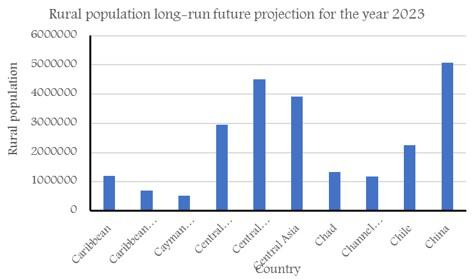 Rural population long-run future projection for the year 2023
6000000
5000000
4000000
3000000
2000000
1000000
0
Rural population
Caribbean
Caribbean...
Cayman...
Central...
Central...
Central Asia
Chad
Channel...
Chile
China
Country